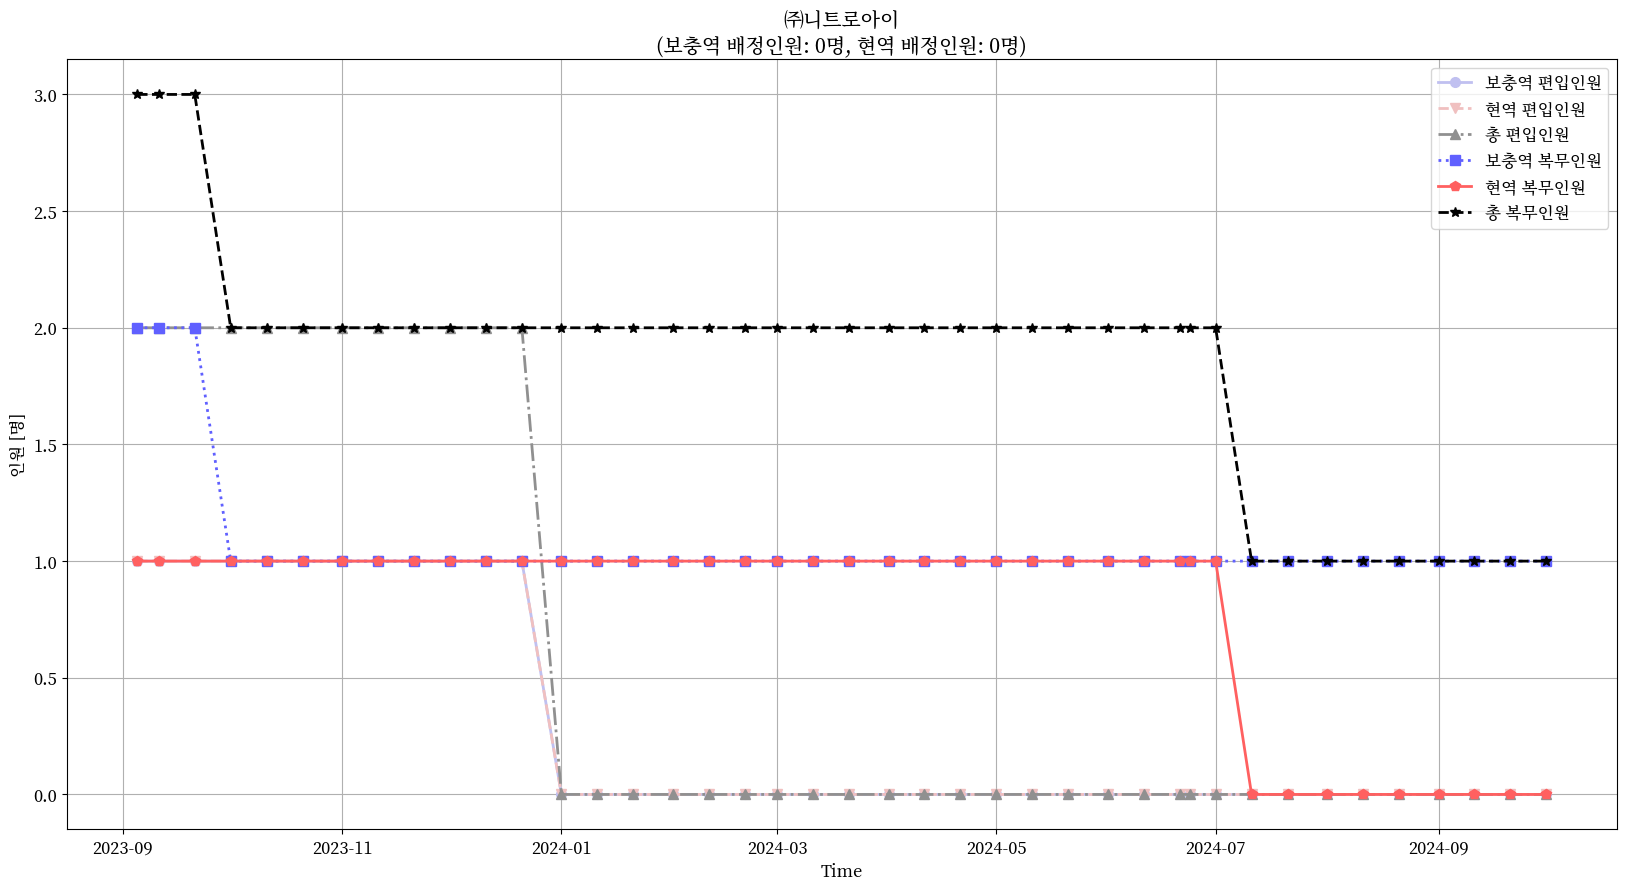 ㈜니트로아이
(보충역 배정인원: 0명, 현역 배정인원: 0명)
보충역 편입인원
현역 편입인원
총 편입인원
보충역 복무인원
현역 복무인원
총 복무인원
3.0
2.5
2.0
1.5
1.0
0.5
0.0
인원 [명]
2023-09 2023-11 2024-01 2024-03 2024-05 2024-07 2024-09
Time